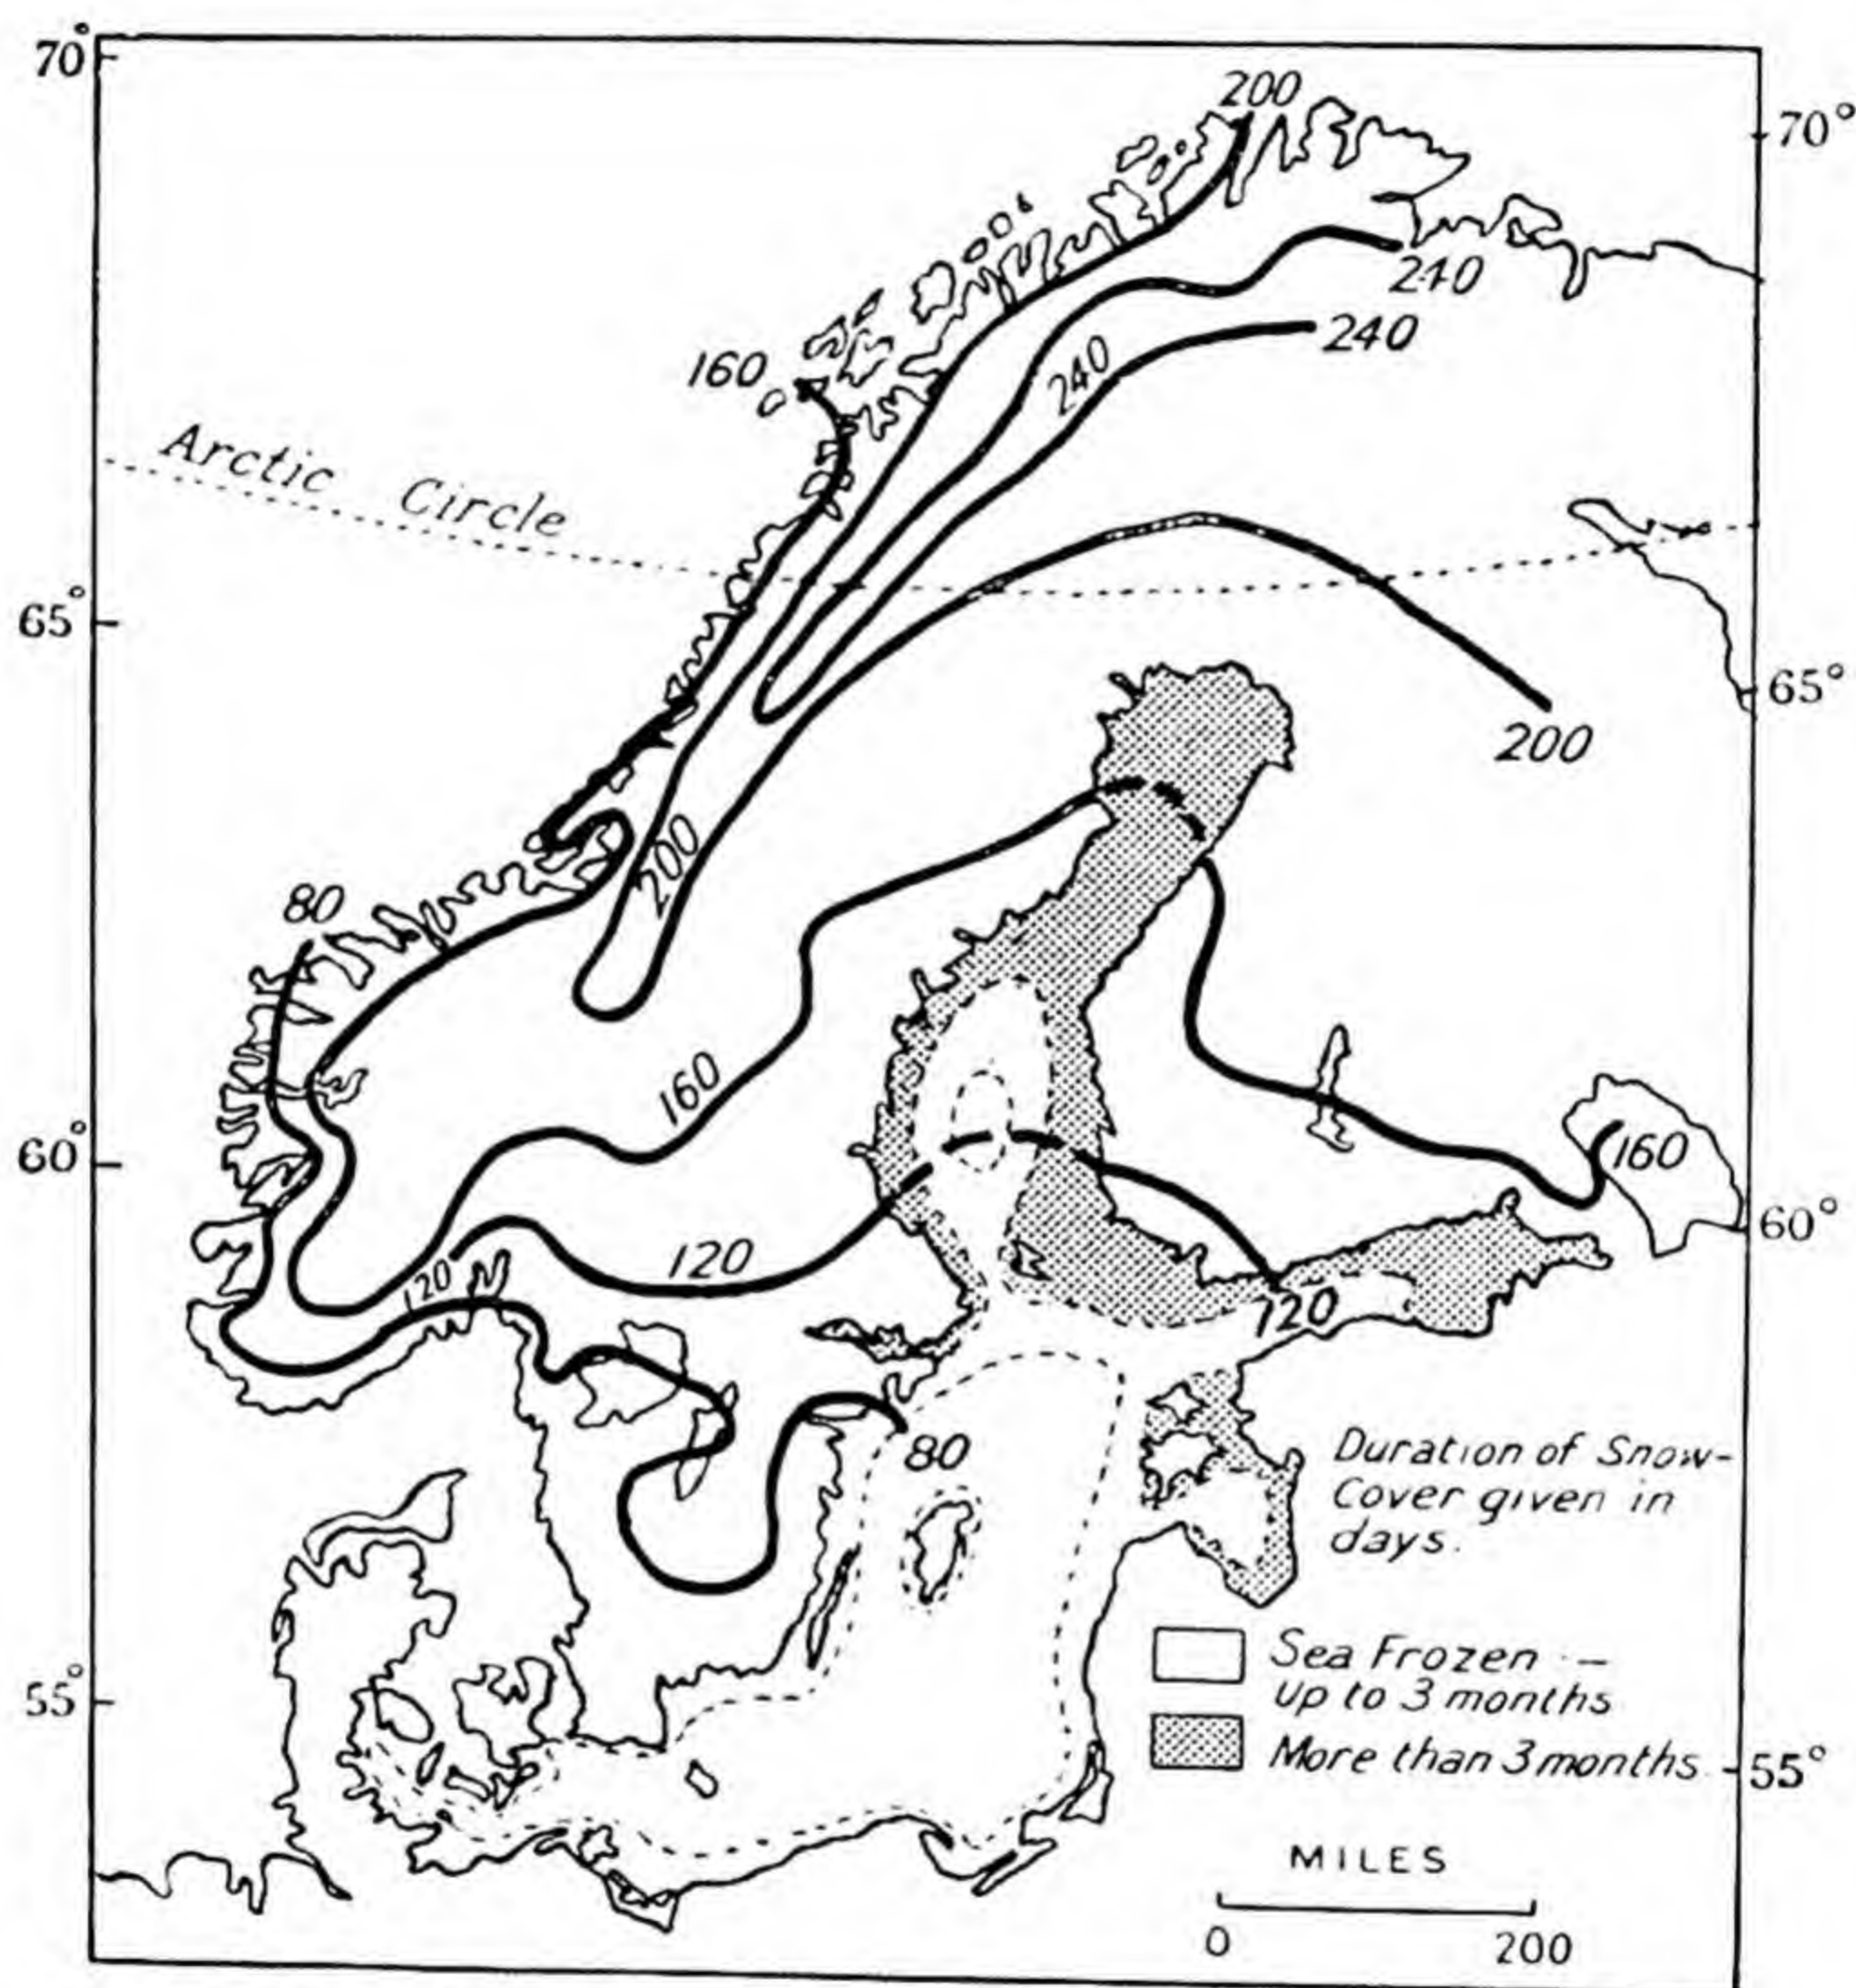 70°
200
70°
240
240
240
160
Arctic Circle
65°
65°
200
200
80
160
60°
160
60°
120
120
120
80
Duration of Snow-
Cover given in
days.
Sea Frozen —
up to 3 months
55°
More than 3 months
55°
MILES
0 200